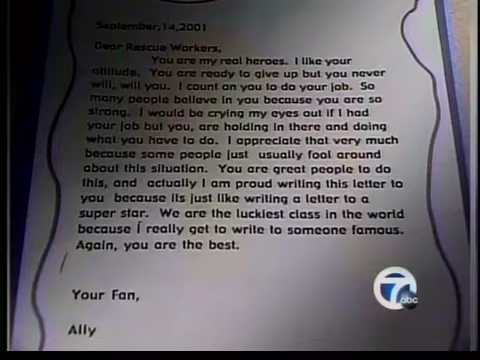 September,14,2001
Dear Rescue Workers,
You are my real heroes. I like your
attitude. You are ready to give up but you never
will, will you. I count on you to do your job. So
many people believe in you because you are so
strong. I would be crying my eyes out if I had
your job but you, are holding in there and doing
what you have to do. I appreciate that very much
because some people just usually fool around
about this situation. You are great people to do
this, and actually I am proud writing this letter to
you because its just like writing a letter to a
super star. We are the luckiest class in the world
because I really get to write to someone famous.
Again, you are the best.
Your Fan,
Ally
7 abc